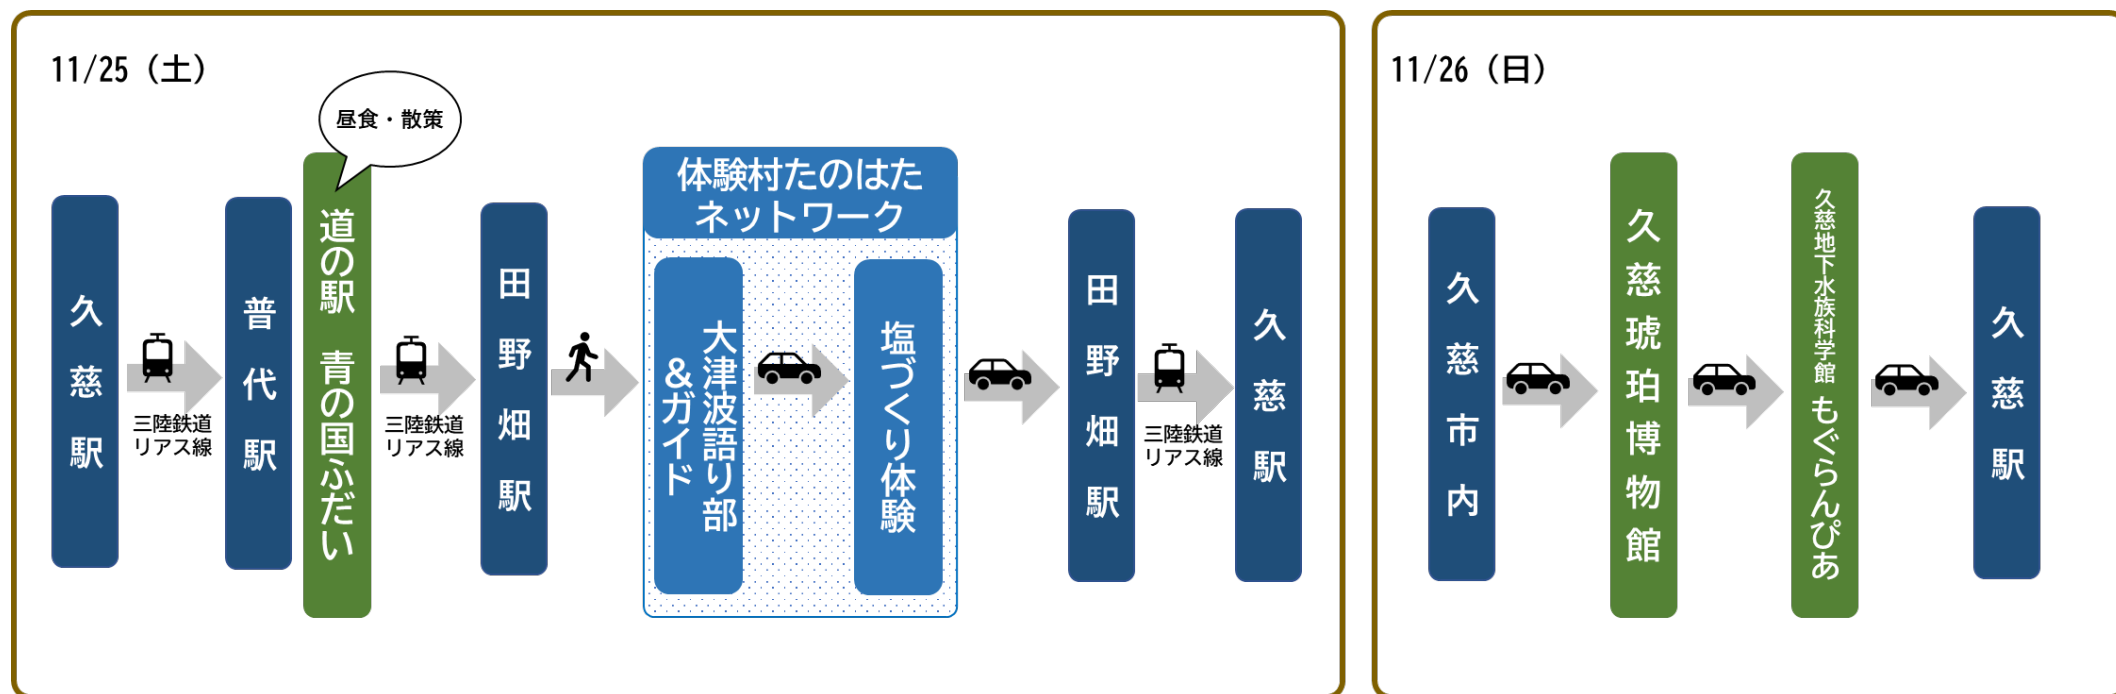 11/25（土）
昼食・散策
久慈駅
三陸鉄道
リアス線
普代駅
道の駅　青の国ふだい
三陸鉄道
リアス線
田野畑駅
体験村たのはた
ネットワーク
大津波語り部
＆ガイド
塩づくり体験
田野畑駅
三陸鉄道
リアス線
久慈駅
11/26（日）
久慈市内
久慈琥珀博物館
久慈地下水族科学館 もぐらんぴあ
久慈駅